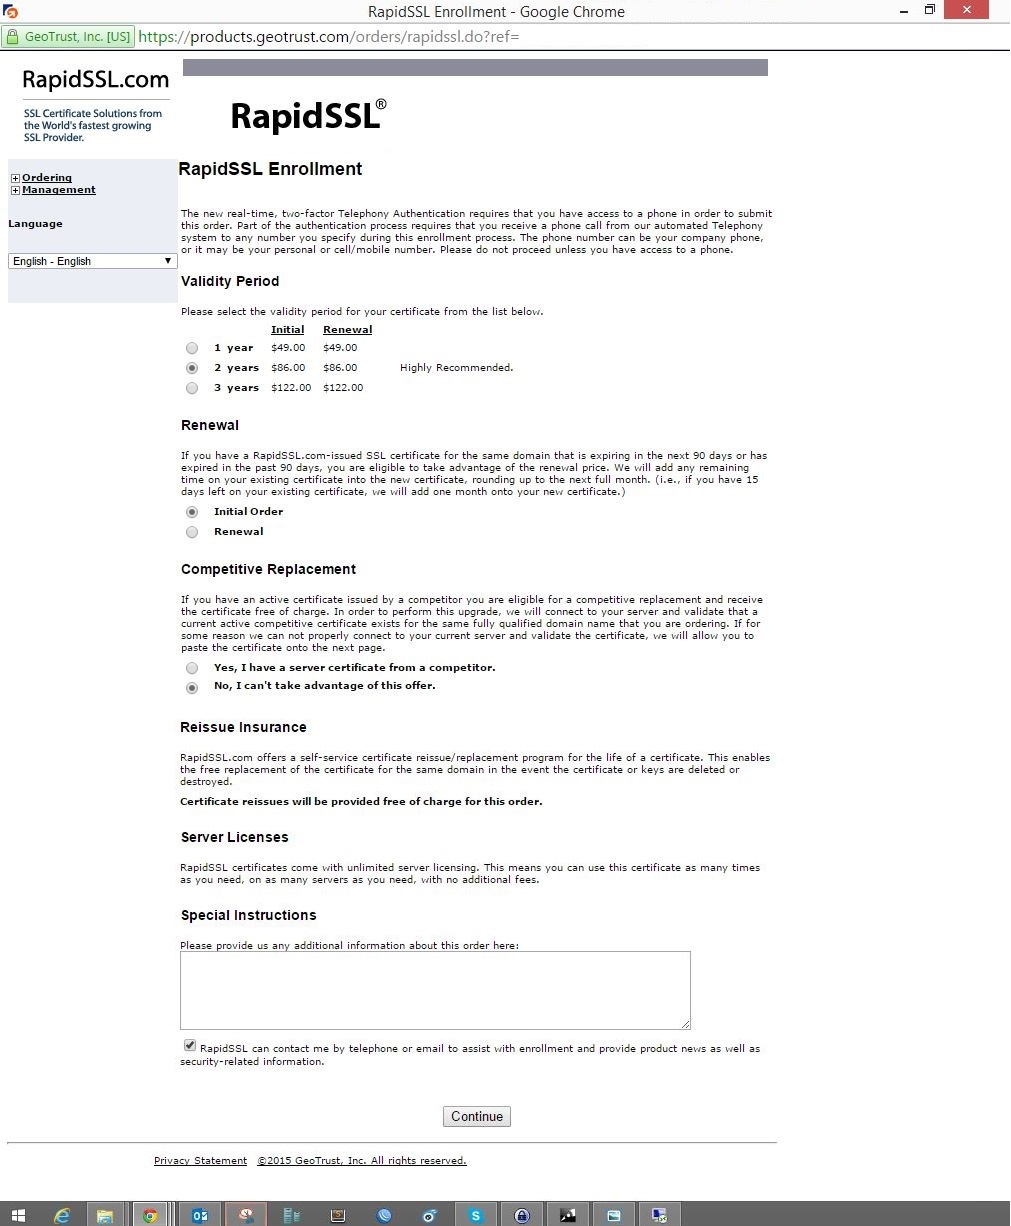 RapidSSL Enrollment - Google Chrome
GeoTrust, Inc. [US] https://products.geotrust.com/orders/rapidssl.do?ref=
RapidSSL.com
SSL Certificate Solutions from
the World's fastest growing
SSL Provider.
RapidSSL®
Ordering
Management
Language
English - English
RapidSSL Enrollment
The new real-time, two-factor Telephony Authentication requires that you have access to a phone in order to submit
this order. Part of the authentication process requires that you receive a phone call from our automated Telephony
system to any number you specify during this enrollment process. The phone number can be your company phone,
or it may be your personal or cell/mobile number. Please do not proceed unless you have access to a phone.
Validity Period
Please select the validity period for your certificate from the list below.
Initial Renewal
1 year $49.00 $49.00
2 years $86.00 $86.00 Highly Recommended.
3 years $122.00 $122.00
Renewal
If you have a RapidSSL.com-issued SSL certificate for the same domain that is expiring in the next 90 days or has
expired in the past 90 days, you are eligible to take advantage of the renewal price. We will add any remaining
time on your existing certificate into the new certificate, rounding up to the next full month. (i.e., if you have 15
days left on your existing certificate, we will add one month onto your new certificate.)
Initial Order
Renewal
Competitive Replacement
If you have an active certificate issued by a competitor you are eligible for a competitive replacement and receive
the certificate free of charge. In order to perform this upgrade, we will connect to your server and validate that a
current active competitive certificate exists for the same fully qualified domain name that you are ordering. If for
some reason we can not properly connect to your current server and validate the certificate, we will allow you to
paste the certificate onto the next page.
Yes, I have a server certificate from a competitor.
No, I can't take advantage of this offer.
Reissue Insurance
RapidSSL.com offers a self-service certificate reissue/replacement program for the life of a certificate. This enables
the free replacement of the certificate for the same domain in the event the certificate or keys are deleted or
destroyed.
Certificate reissues will be provided free of charge for this order.
Server Licenses
RapidSSL certificates come with unlimited server licensing. This means you can use this certificate as many times
as you need, on as many servers as you need, with no additional fees.
Special Instructions
Please provide us any additional information about this order here:
RapidSSL can contact me by telephone or email to assist with enrollment and provide product news as well as
security-related information.
Continue
Privacy Statement ©2015 GeoTrust, Inc. All rights reserved.